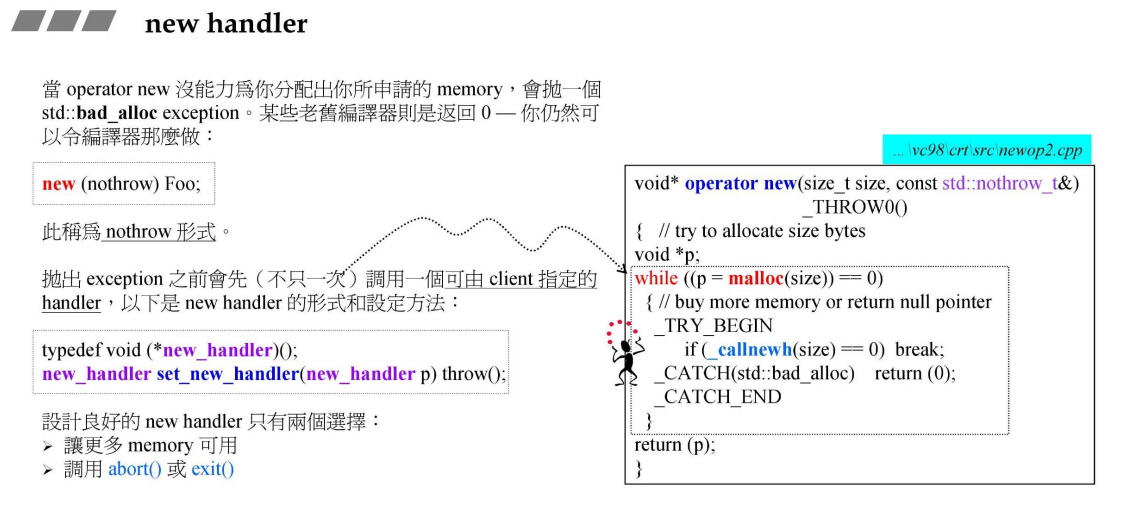 new handler
當 operator new 沒能力為你分配出你所申請的 memory，會拋一個
std::bad_alloc exception。某些老舊編譯器則是返回 0 — 你仍然可
以令編譯器那麼做：
new (nothrow) Foo;
此稱為 nothrow 形式。
拋出 exception 之前會先（不只一次）調用一個可由 client 指定的
handler，以下是 new handler 的形式和設定方法：
typedef void (*new_handler)();
new_handler set_new_handler(new_handler p) throw();
設計良好的 new handler 只有兩個選擇：
➢ 讓更多 memory 可用
➢ 調用 abort() 或 exit()
...\vc98\crt\src\newop2.cpp
void* operator new(size_t size, const std::nothrow_t&)
_THROW0()
{ // try to allocate size bytes
void *p;
while ((p = malloc(size)) == 0)
{ // buy more memory or return null pointer
_TRY_BEGIN
if (_callnewh(size) == 0) break;
_CATCH(std::bad_alloc) return (0);
_CATCH_END
}
return (p);
}